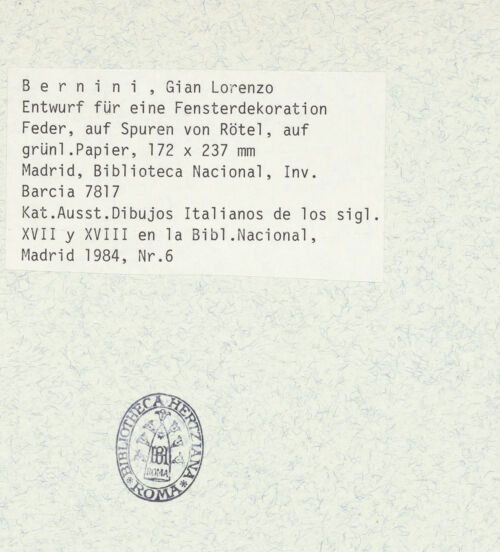 B e r n i n i , Gian Lorenzo
Entwurf für eine Fensterdekoration
Feder, auf Spuren von Rötel, auf
grünl.Papier, 172 x 237 mm
Madrid, Biblioteca Nacional, Inv.
Barcia 7817
Kat.Ausst.Dibujos Italianos de los sigl.
XVII y XVIII en la Bibl.Nacional,
Madrid 1984, Nr.6
BIBLIOTHECA HERTZIANA
ROMA
* ROMA *